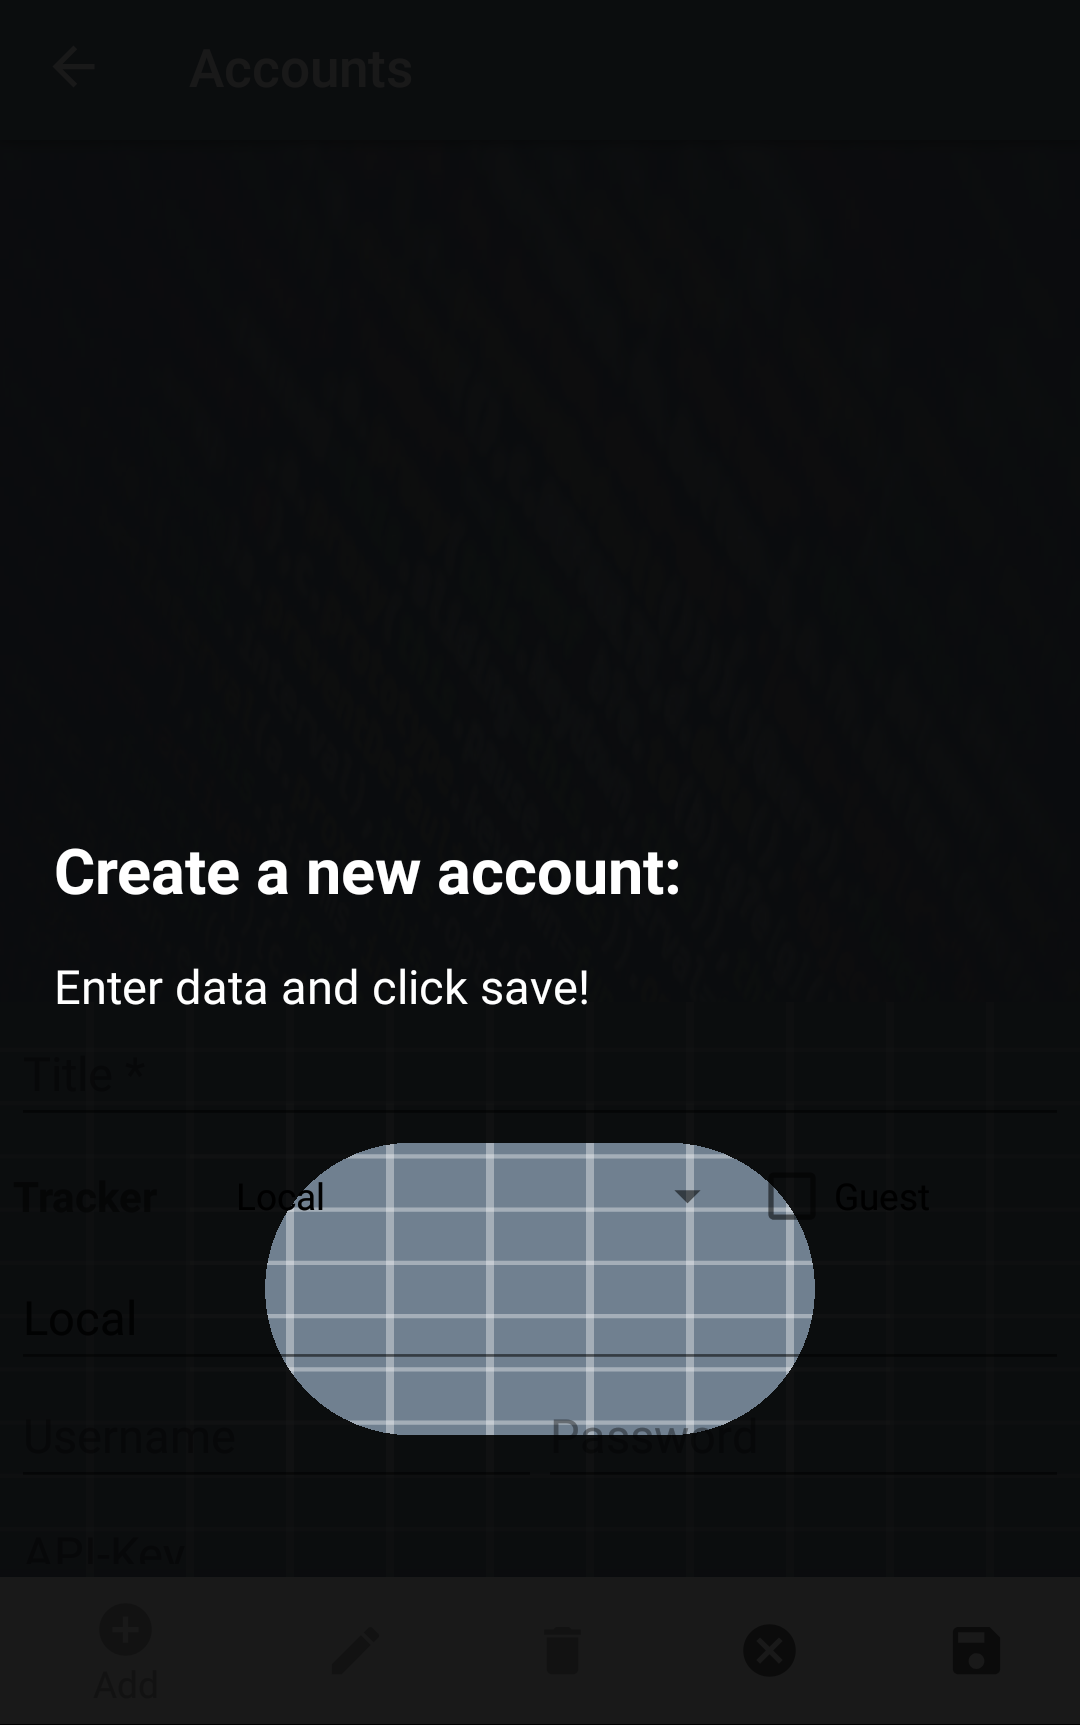 Accounts
Create a new account:
Enter data and click save!
Title *
Tracker Local Guest
Local
Username Password
API-Key
Add